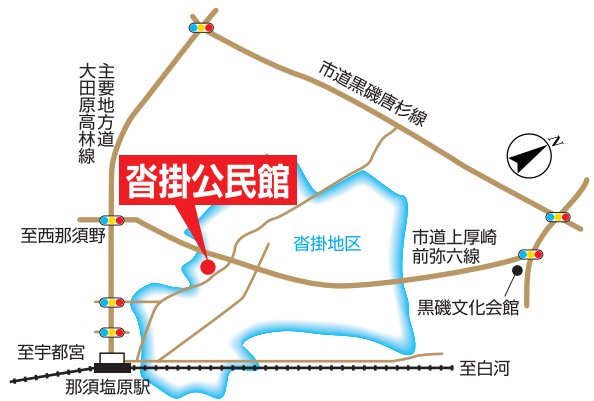 市道黒磯唐杉線
主要地方道
大田原高林線
N
沓掛公民館
至西那須野
沓掛地区
市道上厚崎
前弥六線
黒磯文化会館
至宇都宮
那須塩原駅
至白河